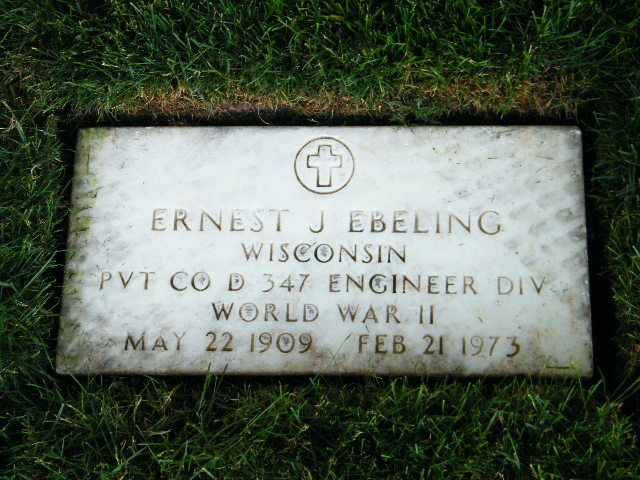 ERNEST J EBELING
WISCONSIN
PVT CO D 347 ENGINEER DIV
WORLD WAR II
MAY 22 1909 FEB 21 1973